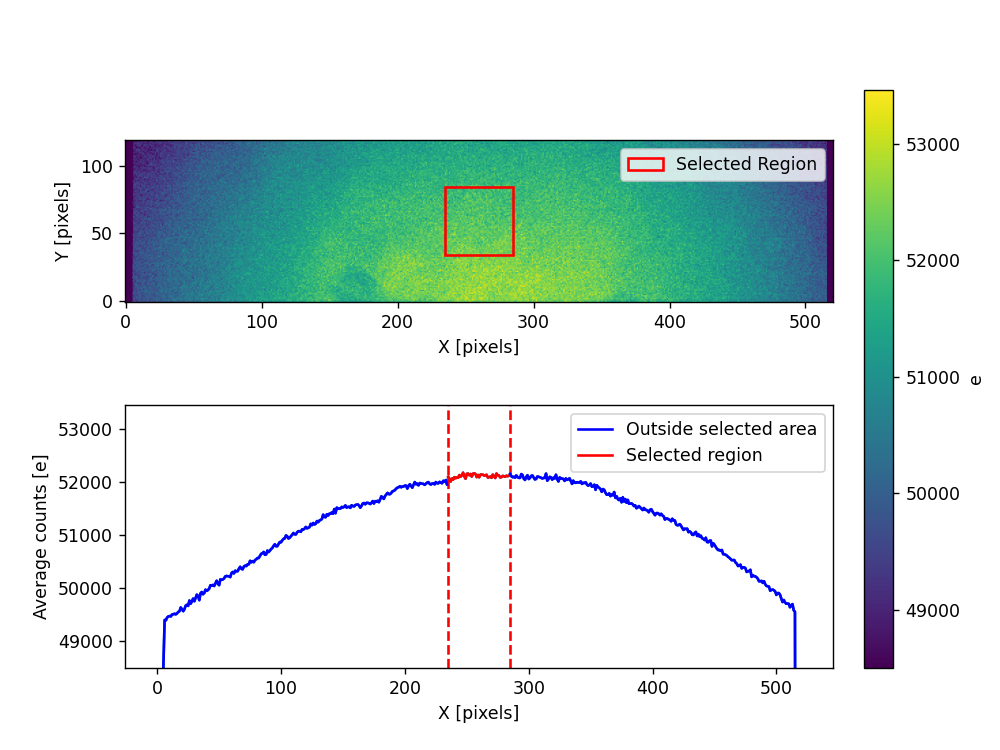 Selected Region
Y [pixels]
100
50
0
0 100 200 300 400 500
X [pixels]
53000
52000
51000
50000
49000
e
Outside selected area
Selected region
Average counts [e]
53000
52000
51000
50000
49000
0 100 200 300 400 500
X [pixels]